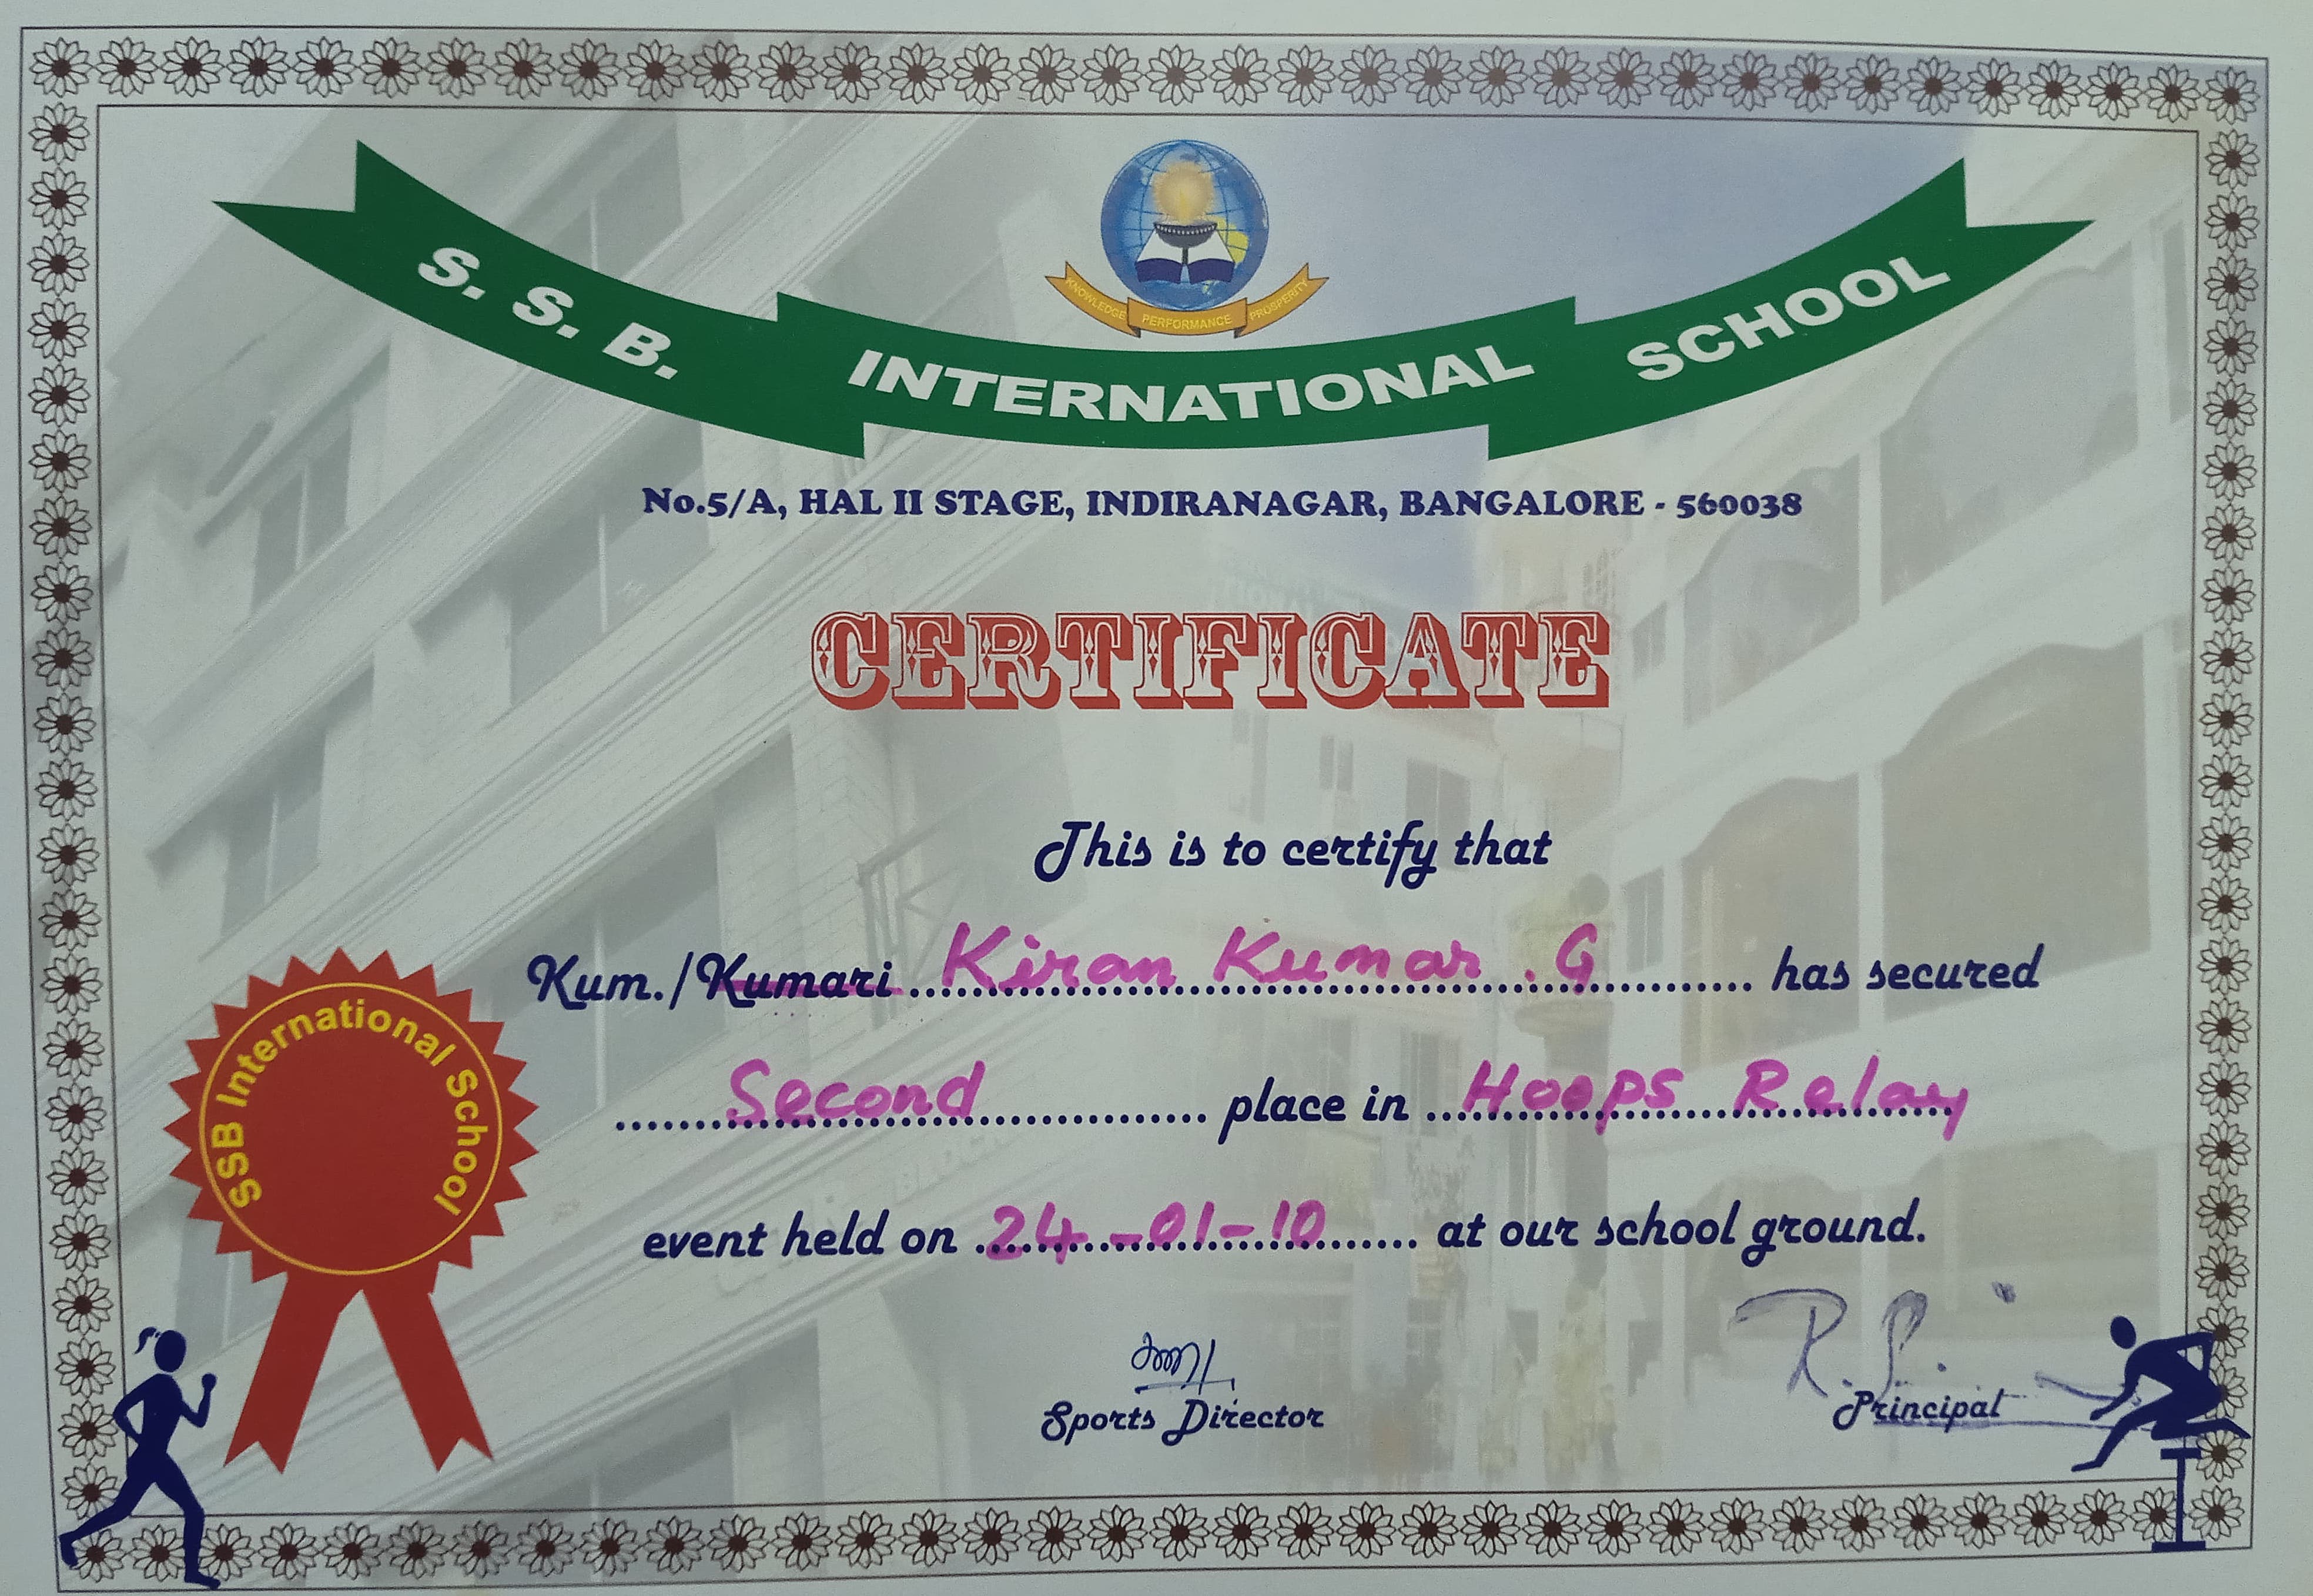 KNOWLEDGE PERFORMANCE PROSPERITY
S. S. B. INTERNATIONAL SCHOOL
No.5/A, HAL II STAGE, INDIRANAGAR, BANGALORE - 560038
CERTIFICATE
This is to certify that
Kum./Kumari Kiran Kumar .G has secured
Second place in Hoops Relay
event held on 24-01-10 at our school ground.
SSB International School
Sports Director
Principal